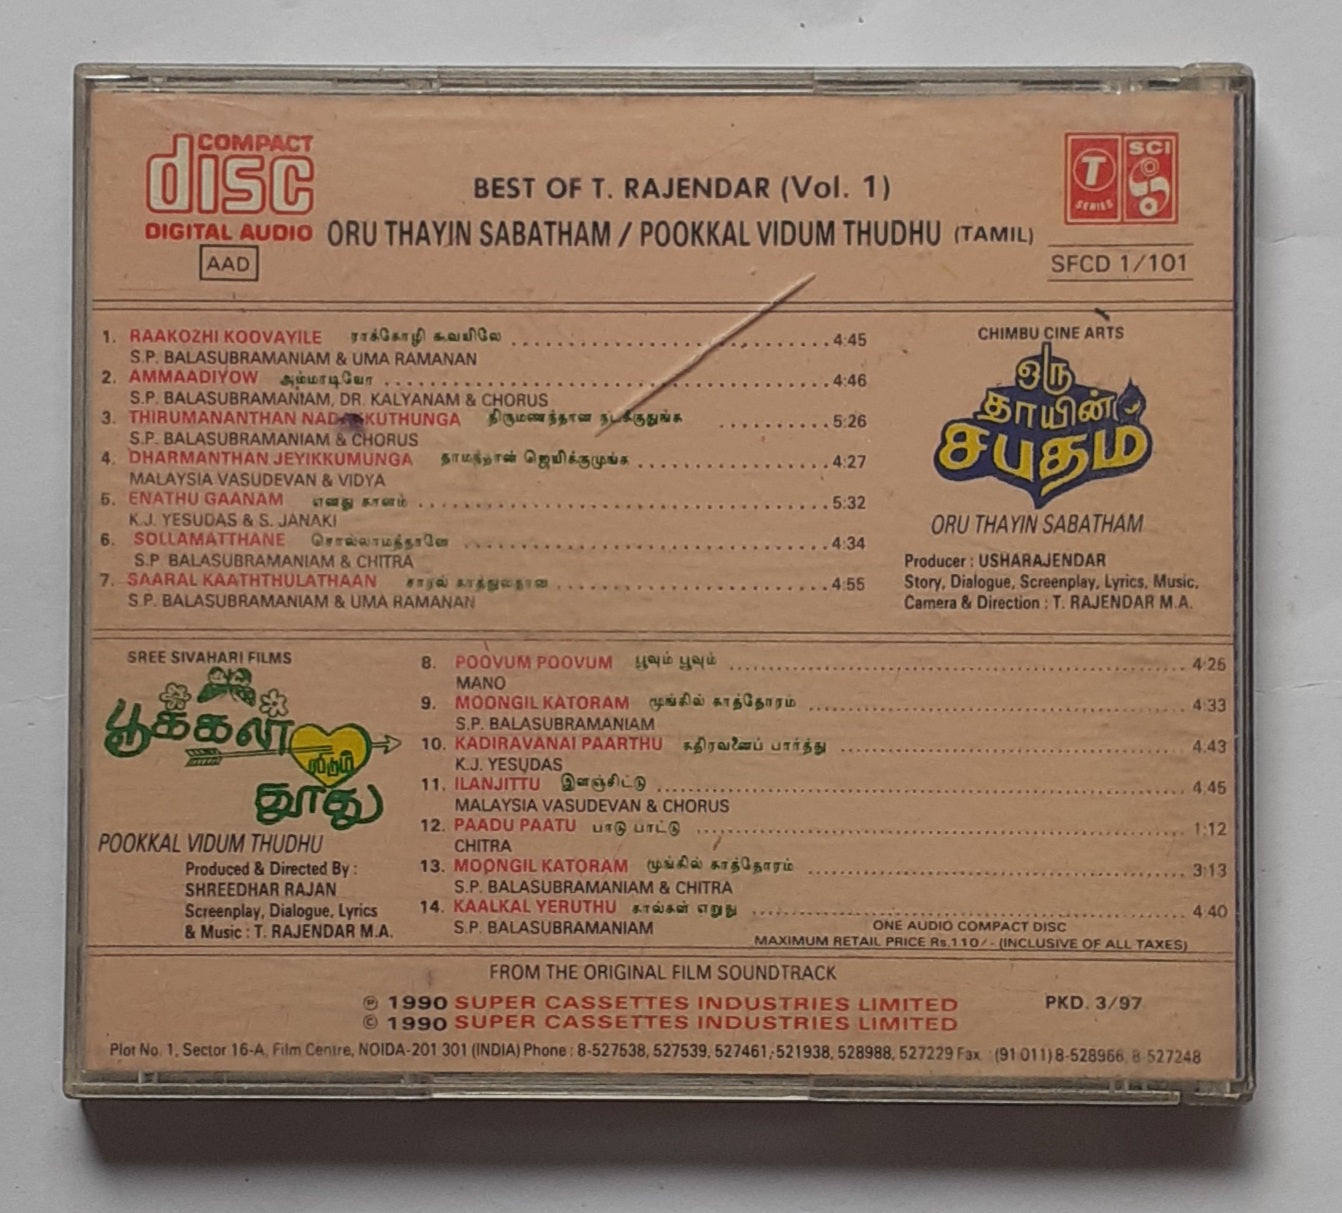 COMPACT
disc
DIGITAL AUDIO
AAD
BEST OF T. RAJENDAR (Vol. 1)
ORU THAYIN SABATHAM / POOKKAL VIDUM THUDHU (TAMIL)
T SERIES
SCI
SFCD 1/101
1. RAAKOZHI KOOVAYILE ராக்கோழி கூவயிலே 4:45
S.P. BALASUBRAMANIAM & UMA RAMANAN
2. AMMAADIYOW அம்மாடியோ 4:46
S.P. BALASUBRAMANIAM, DR. KALYANAM & CHORUS
3. THIRUMANANTHAN திருமணந்தான 5:26
S.P. BALASUBRAMANIAM & CHORUS
4. DHARMANTHAN JEYIKKUMUNGA ஜெயிக்குமுங்க 4:27
MALAYSIA VASUDEVAN & VIDYA
5. ENATHU GAANAM எனது கானம் 5:32
K.J. YESUDAS & S. JANAKI
6. SOLLAMATTHANE சொல்லாமத்தானே 4:34
S.P. BALASUBRAMANIAM & CHITRA
7. SAARAL KAATHTHULATHAAN சாரல் காத்துலதான 4:55
S.P. BALASUBRAMANIAM & UMA RAMANAN
CHIMBU CINE ARTS
ஒரு
தாயின்
சபதம்
ORU THAYIN SABATHAM
Producer : USHARAJENDAR
Story, Dialogue, Screenplay, Lyrics, Music,
Camera & Direction : T. RAJENDAR M.A.
SREE SIVAHARI FILMS
பூக்கள்
விடும்
தூது
POOKKAL VIDUM THUDHU
Produced & Directed By :
SHREEDHAR RAJAN
Screenplay, Dialogue, Lyrics
& Music : T. RAJENDAR M.A.
8. POOVUM POOVUM பூவும் பூவும் 4:26
MANO
9. MOONGIL KATORAM மூங்கில் காத்தோரம் 4:33
S.P. BALASUBRAMANIAM
10. KADIRAVANAI PAARTHU கதிரவனைப் பார்த்து 4:43
K.J. YESUDAS
11. ILANJITTU இளஞ்சிட்டு 4:45
MALAYSIA VASUDEVAN & CHORUS
12. PAADU PAATU பாடு பாட்டு 1:12
CHITRA
13. MOONGIL KATORAM மூங்கில் காத்தோரம் 3:13
S.P. BALASUBRAMANIAM & CHITRA
14. KAALKAL YERUTHU கால்கள் எறுது 4:40
S.P. BALASUBRAMANIAM
ONE AUDIO COMPACT DISC
MAXIMUM RETAIL PRICE Rs.110/- (INCLUSIVE OF ALL TAXES)
FROM THE ORIGINAL FILM SOUNDTRACK
℗ 1990 SUPER CASSETTES INDUSTRIES LIMITED
© 1990 SUPER CASSETTES INDUSTRIES LIMITED
PKD. 3/97
Plot No. 1, Sector 16-A, Film Centre, NOIDA-201 301 (INDIA) Phone : 8-527538, 527539, 527461, 521938, 528988, 527229 Fax : (91 011) 8-528966, 8-527248